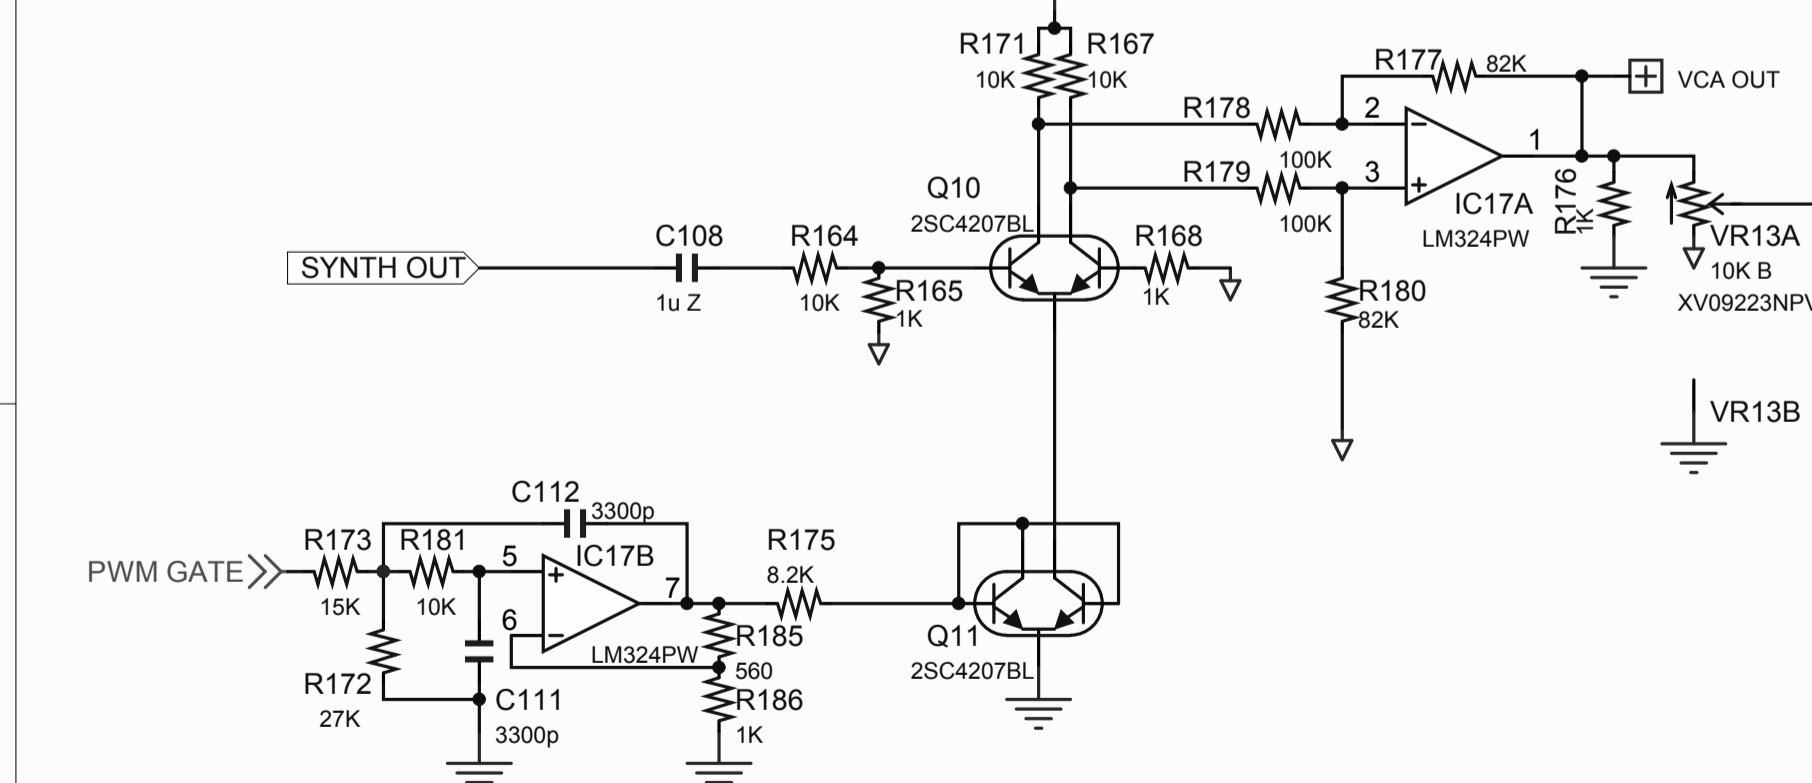 R171
10K
R167
10K
R177 82K
VCA OUT
R178
100K
2
3
1
R179
100K
IC17A
LM324PW
R176
1K
VR13A
10K B
XV09223NPV
Q10
2SC4207BL
SYNTH OUT
C108
1u Z
R164
10K
R165
1K
R168
1K
R180
82K
VR13B
C112
3300p
PWM GATE
R173
15K
R181
10K
5
6
7
IC17B
LM324PW
R175
8.2K
R185
560
R186
1K
R172
27K
C111
3300p
Q11
2SC4207BL